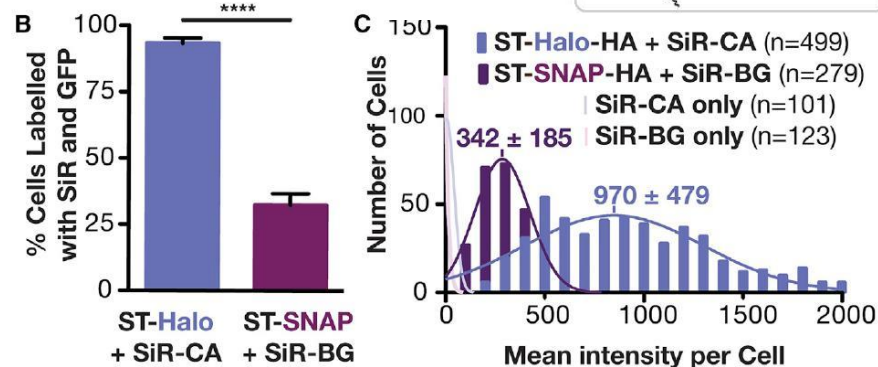 B
****
% Cells Labelled
with SiR and GFP
100
75
50
25
0
ST-Halo
+ SiR-CA
ST-SNAP
+ SiR-BG
C
Number of Cells
150
100
50
0
ST-Halo-HA + SiR-CA (n=499)
ST-SNAP-HA + SiR-BG (n=279)
SiR-CA only (n=101)
SiR-BG only (n=123)
342 ± 185
970 ± 479
0
500
1000
1500
2000
Mean intensity per Cell